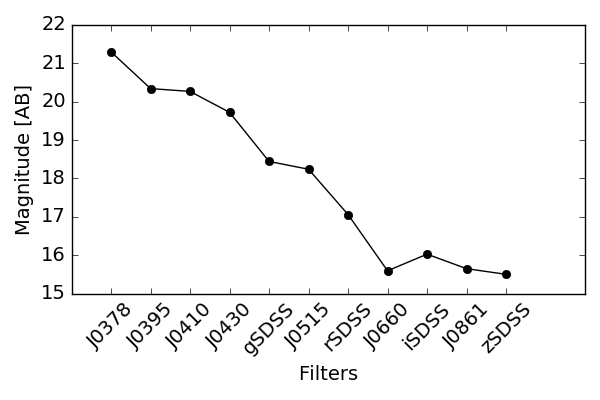 22
21
20
19
18
17
16
15
Magnitude [AB]
J0378
J0395
J0410
J0430
gSDSS
J0515
rSDSS
J0660
iSDSS
J0861
zSDSS
Filters